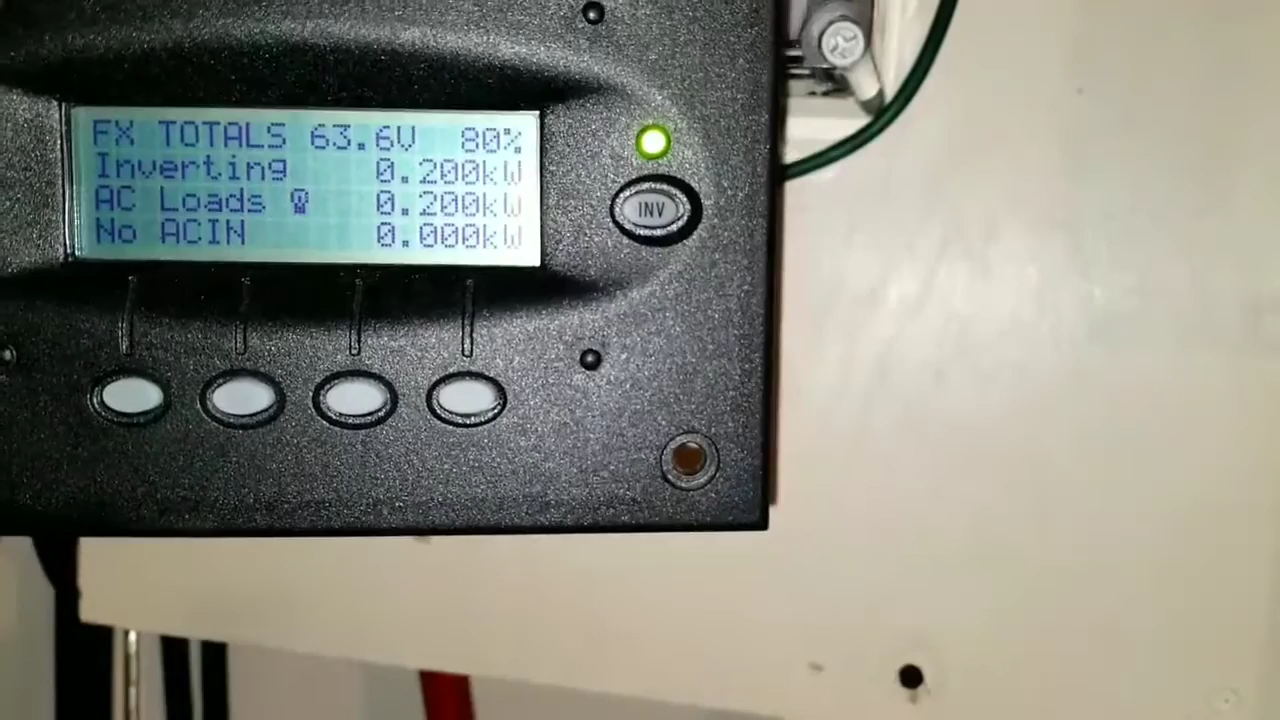 FX TOTALS 63.6V 80%
Inverting 0.200kW
AC Loads 0.200kW
No ACIN 0.000kW
INV